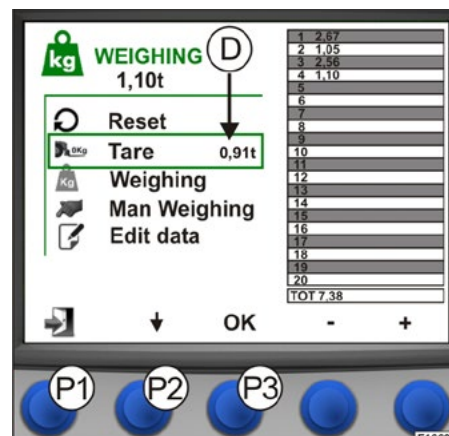 kg
WEIGHING
1,10t
D
Reset
0Kg
Tare 0,91t
Kg
Weighing
Man Weighing
Edit data
1 2,67
2 1,05
3 2,56
4 1,10
5
6
7
8
9
10
11
12
13
14
15
16
17
18
19
20
TOT 7.38
OK - +
P1 P2 P3